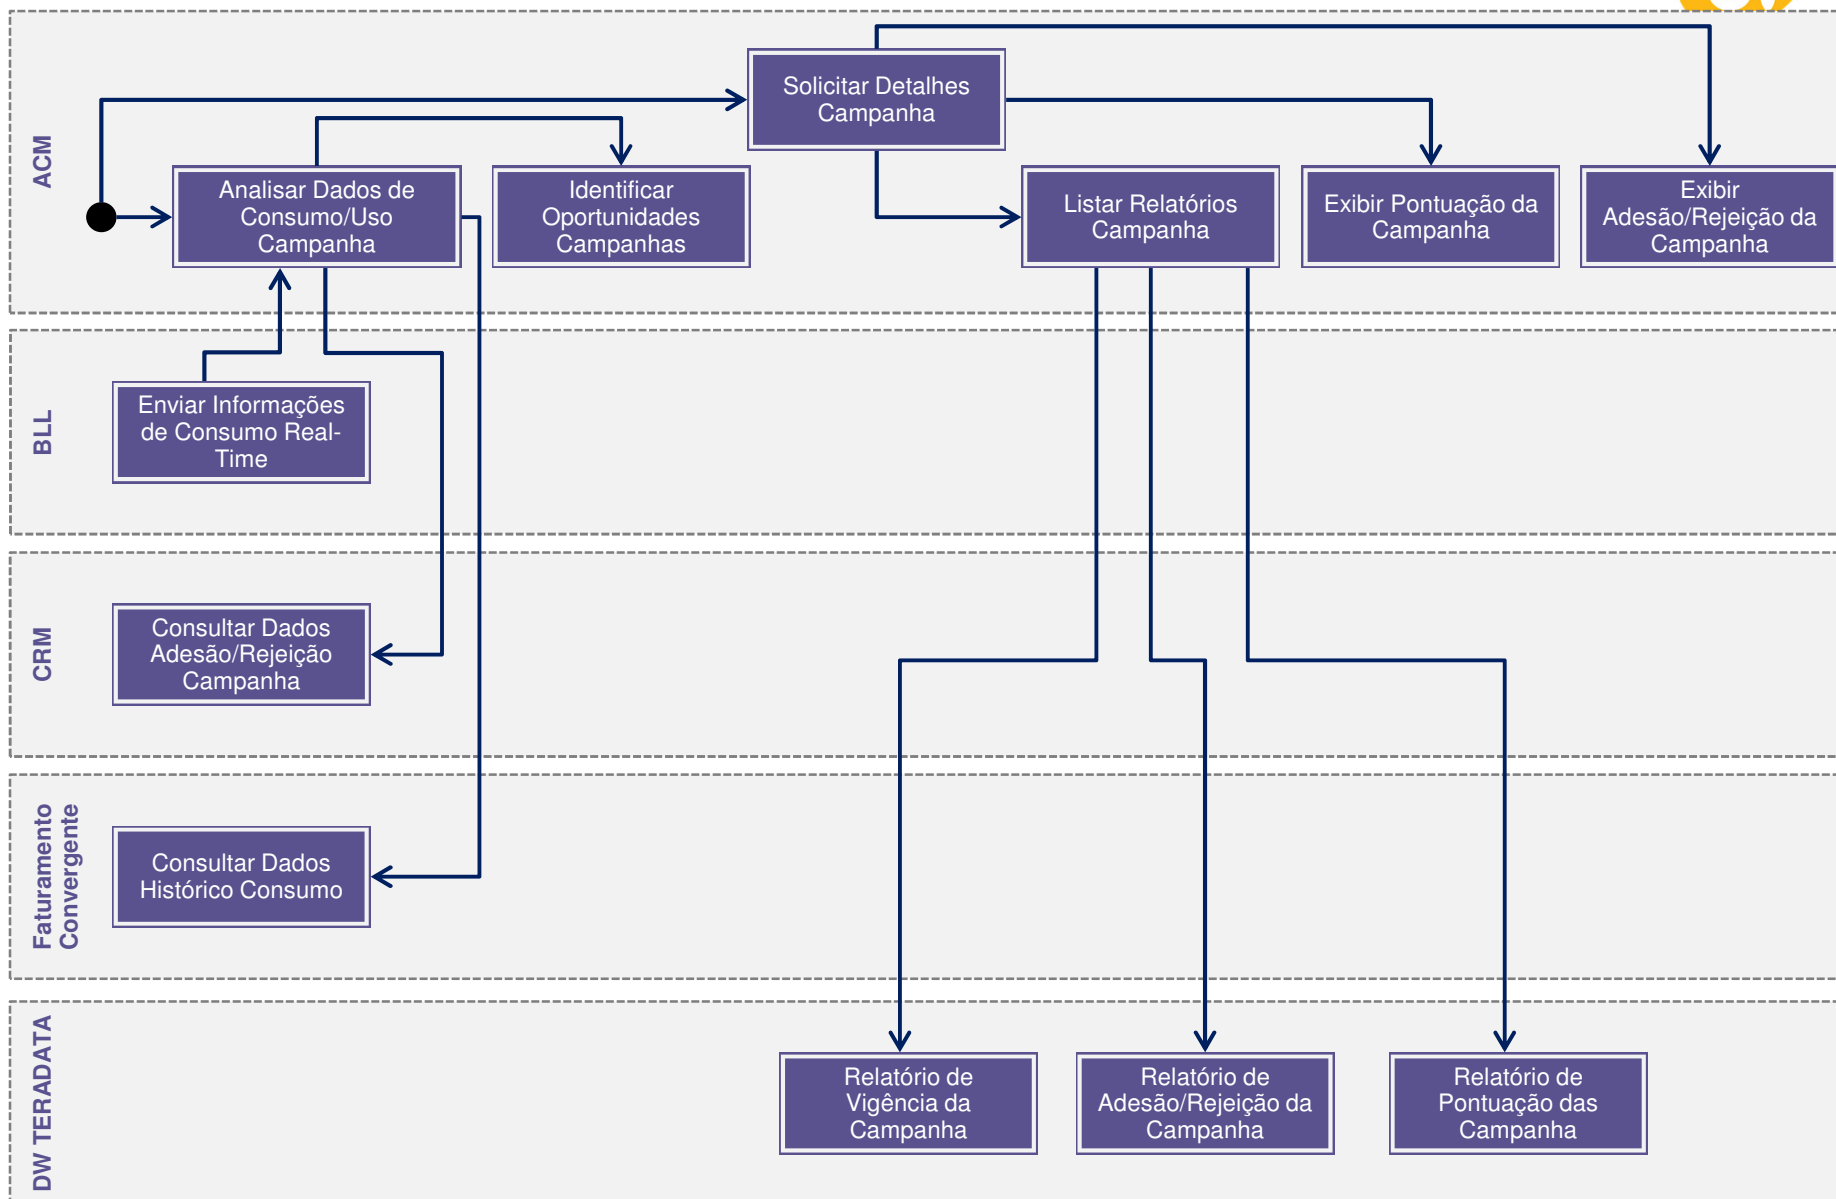 ACM
Solicitar Detalhes
Campanha
Analisar Dados de
Consumo/Uso
Campanha
Identificar
Oportunidades
Campanhas
Listar Relatórios
Campanha
Exibir Pontuação da
Campanha
Exibir
Adesão/Rejeição da
Campanha
BLL
Enviar Informações
de Consumo Real-
Time
CRM
Consultar Dados
Adesão/Rejeição
Campanha
Faturamento
Convergente
Consultar Dados
Histórico Consumo
DW TERADATA
Relatório de
Vigência da
Campanha
Relatório de
Adesão/Rejeição da
Campanha
Relatório de
Pontuação das
Campanha